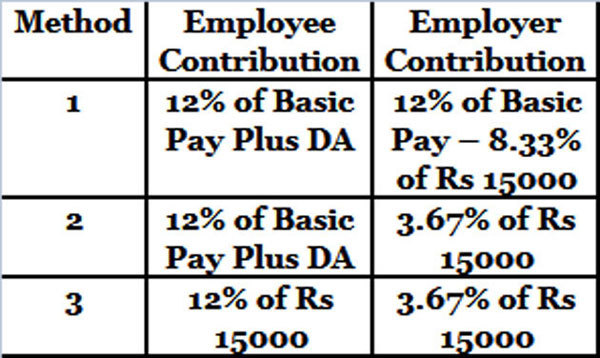 Method Employee Employer
Contribution Contribution
1 12% of Basic 12% of Basic
Pay Plus DA Pay – 8.33%
of Rs 15000
2 12% of Basic 3.67% of Rs
Pay Plus DA 15000
3 12% of Rs 3.67% of Rs
15000 15000